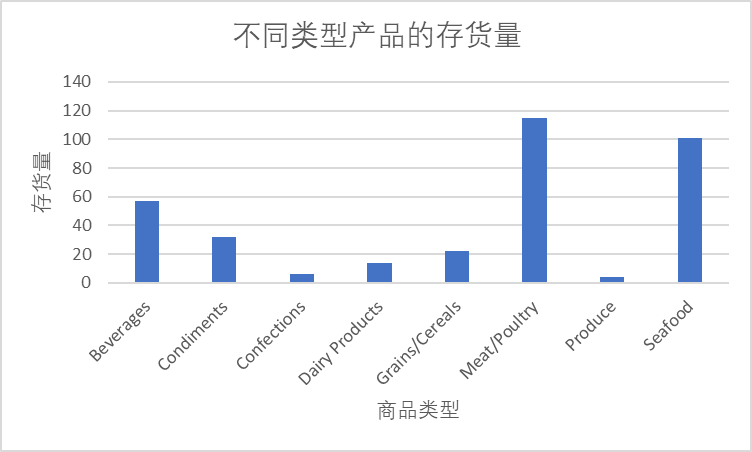 不同类型产品的存货量
140
120
100
80
60
40
20
0
存货量
Beverages
Condiments
Confections
Dairy Products
Grains/Cereals
Meat/Poultry
Produce
Seafood
商品类型